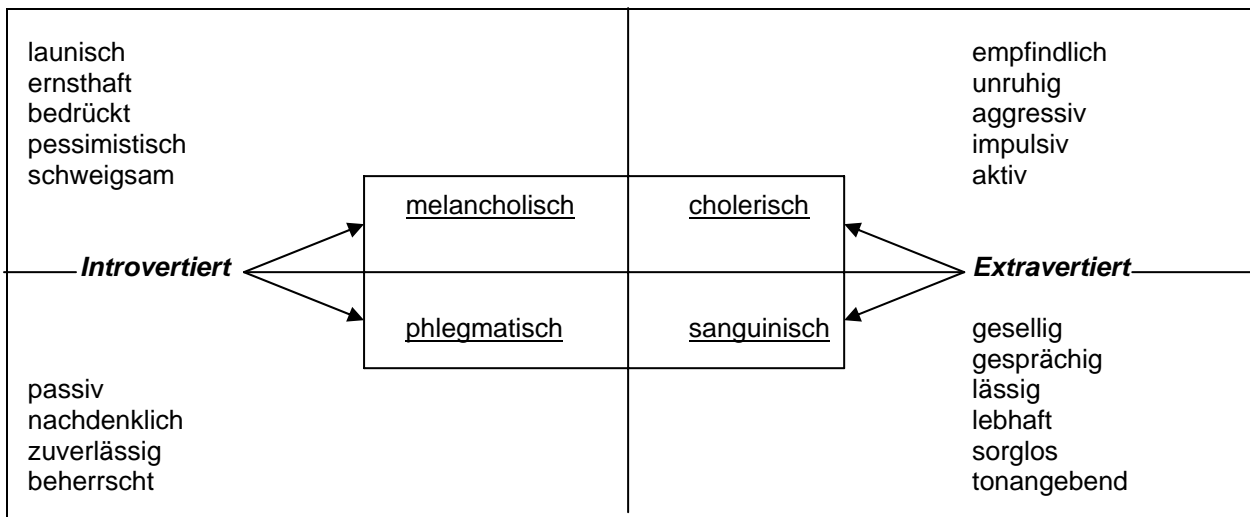 launisch
ernsthaft
bedrückt
pessimistisch
schweigsam
empfindlich
unruhig
aggressiv
impulsiv
aktiv
melancholisch
cholerisch
Introvertiert
Extravertiert
phlegmatisch
sanguinisch
passiv
nachdenklich
zuverlässig
beherrscht
gesellig
gesprächig
lässig
lebhaft
sorglos
tonangebend